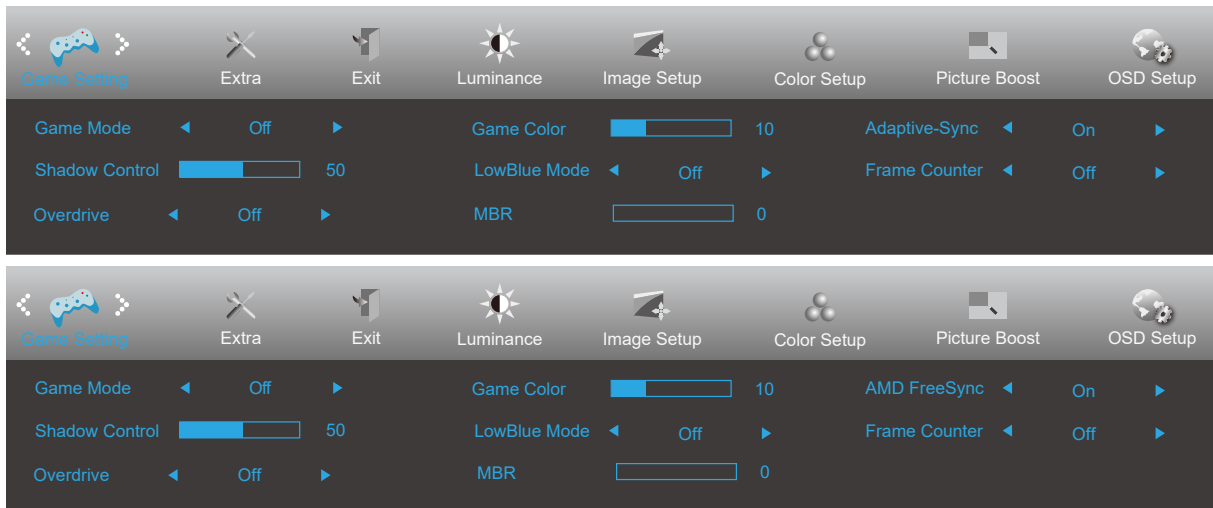 Game Setting Extra Exit Luminance Image Setup Color Setup Picture Boost OSD Setup
Game Mode Off Game Color 10 Adaptive-Sync On
Shadow Control 50 LowBlue Mode Off Frame Counter Off
Overdrive Off MBR 0
Game Setting Extra Exit Luminance Image Setup Color Setup Picture Boost OSD Setup
Game Mode Off Game Color 10 AMD FreeSync On
Shadow Control 50 LowBlue Mode Off Frame Counter Off
Overdrive Off MBR 0